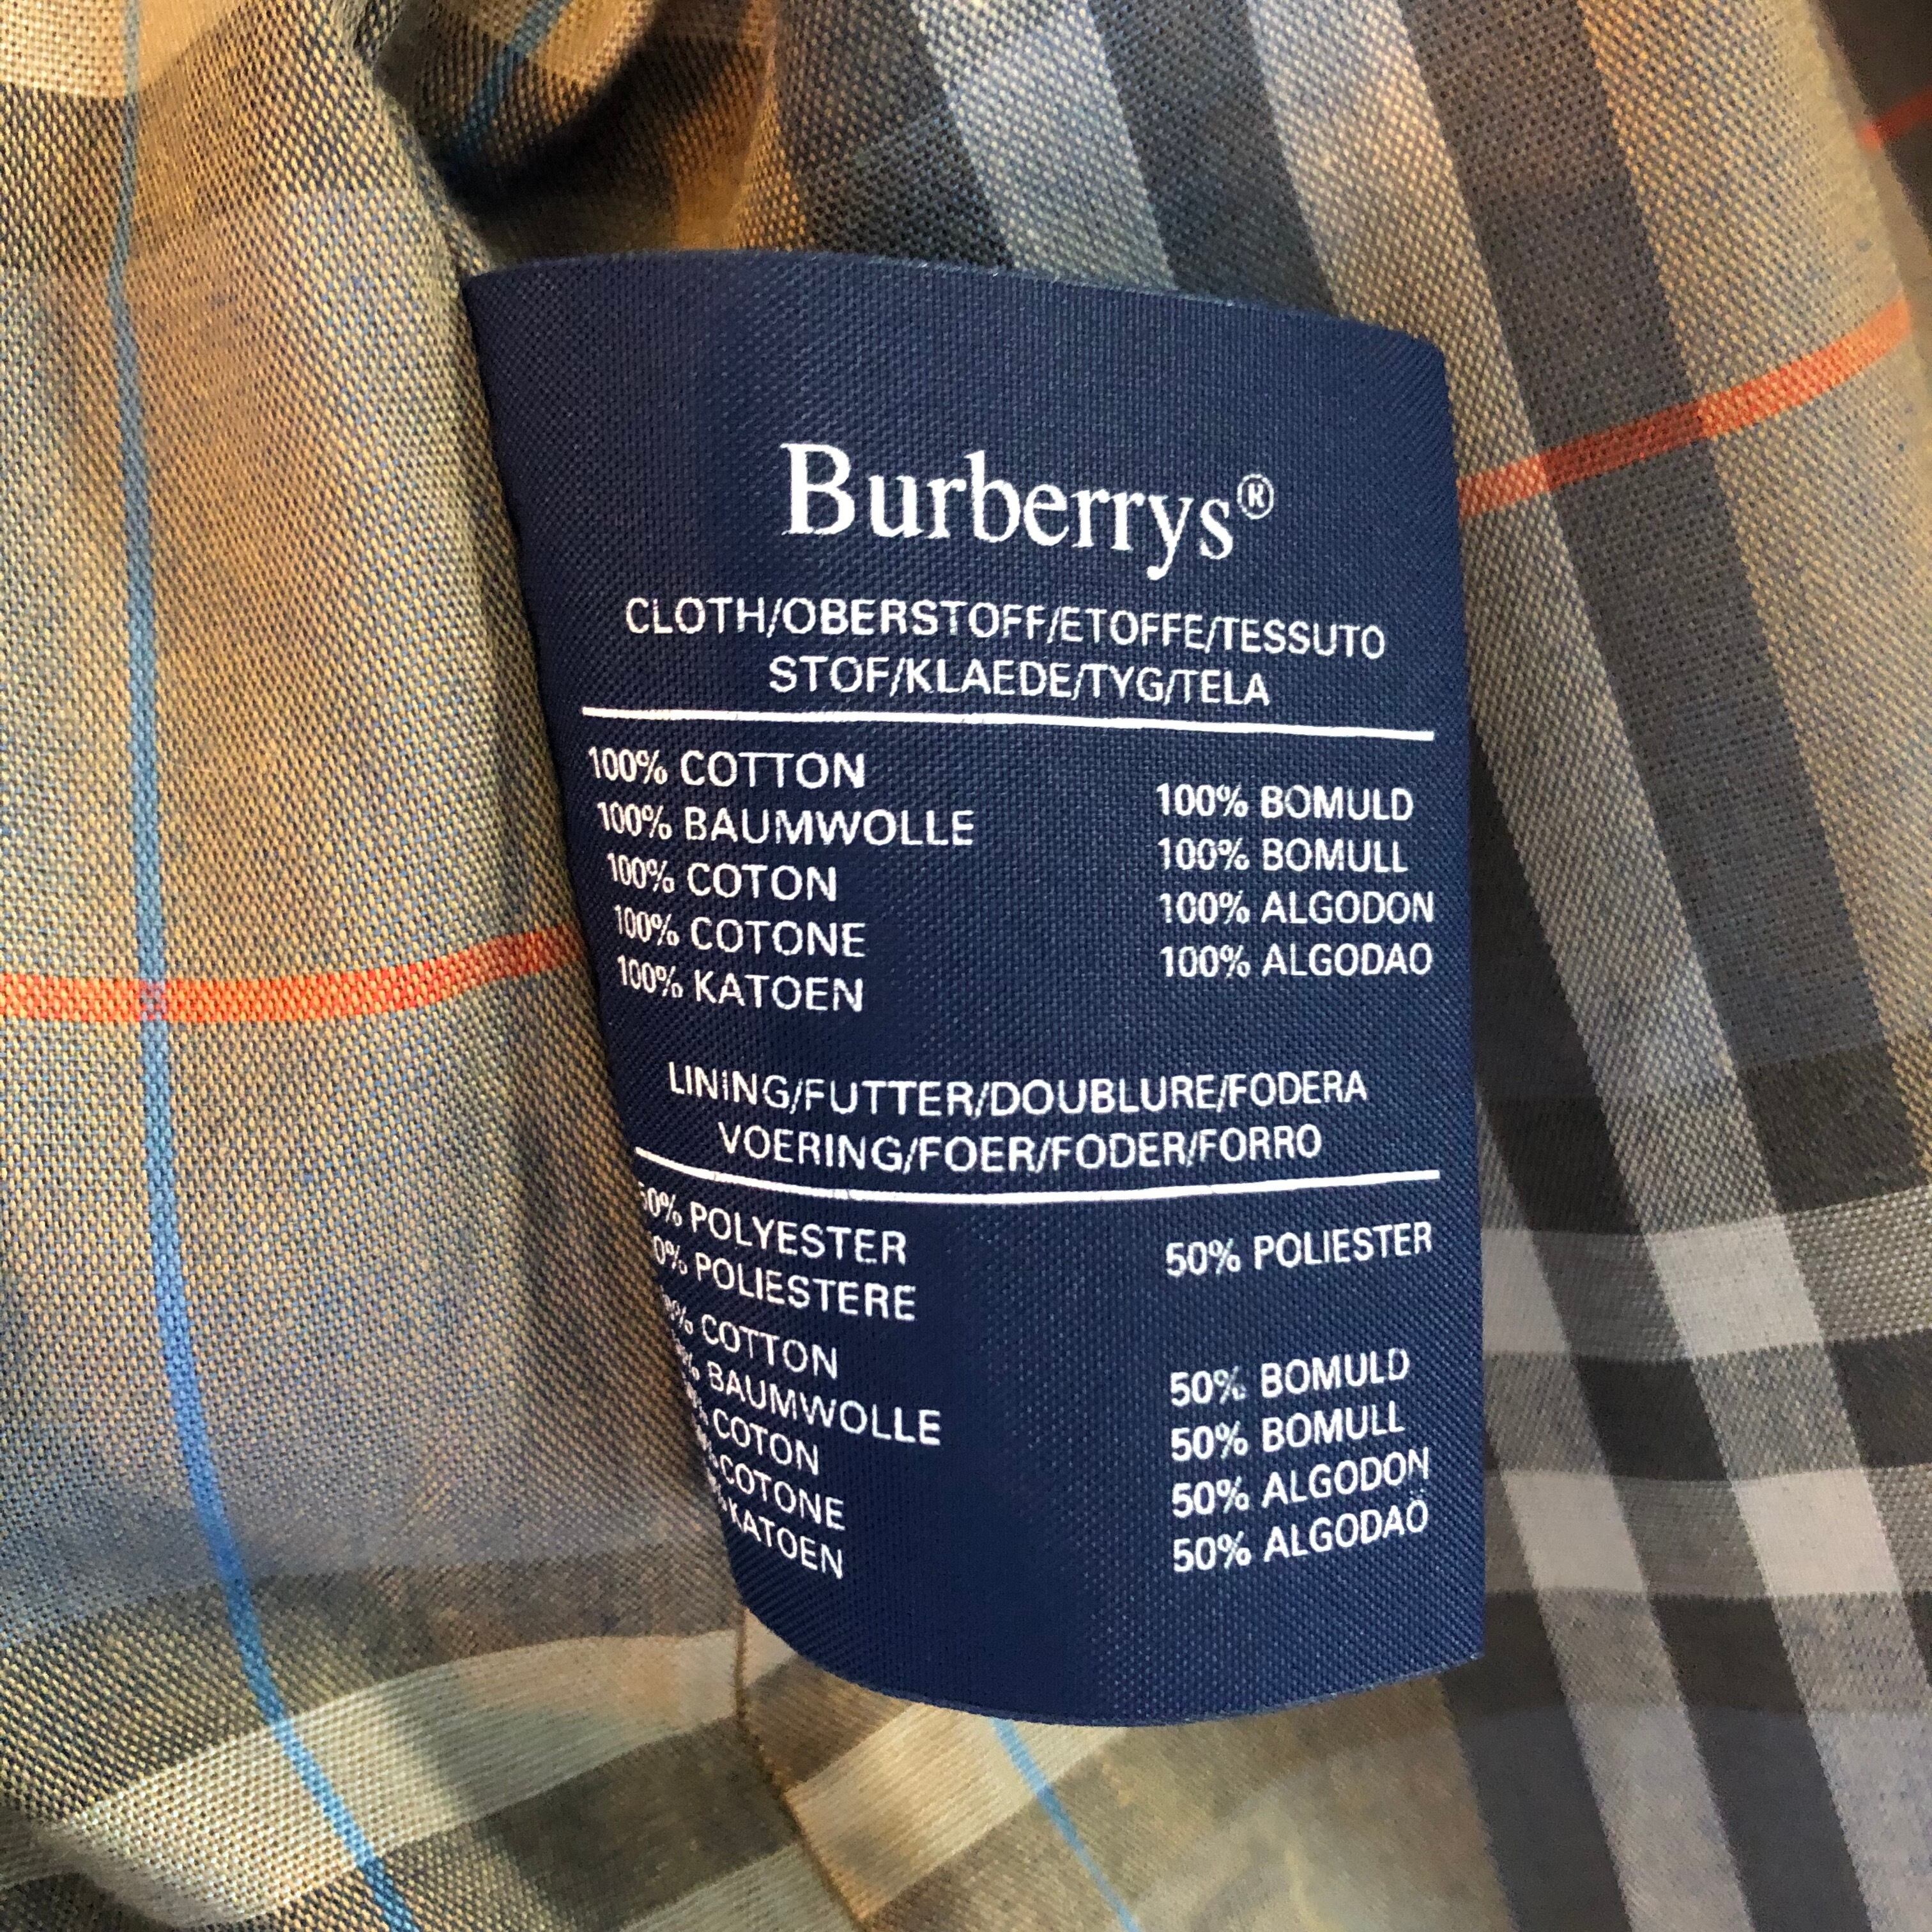 Burberrys®
CLOTH/OBERSTOFF/ETOFFE/TESSUTO
STOF/KLAEDE/TYG/TELA
100% COTTON
100% BAUMWOLLE
100% COTON
100% COTONE
100% KATOEN
100% BOMULD
100% BOMULL
100% ALGODON
100% ALGODAO
LINING/FUTTER/DOUBLURE/FODERA
VOERING/FOER/FODER/FORRO
50% POLYESTER
0% POLIESTERE
% COTTON
% BAUMWOLLE
COTON
COTONE
KATOEN
50% POLIESTER
50% BOMULD
50% BOMULL
50% ALGODON
50% ALGODAÖ